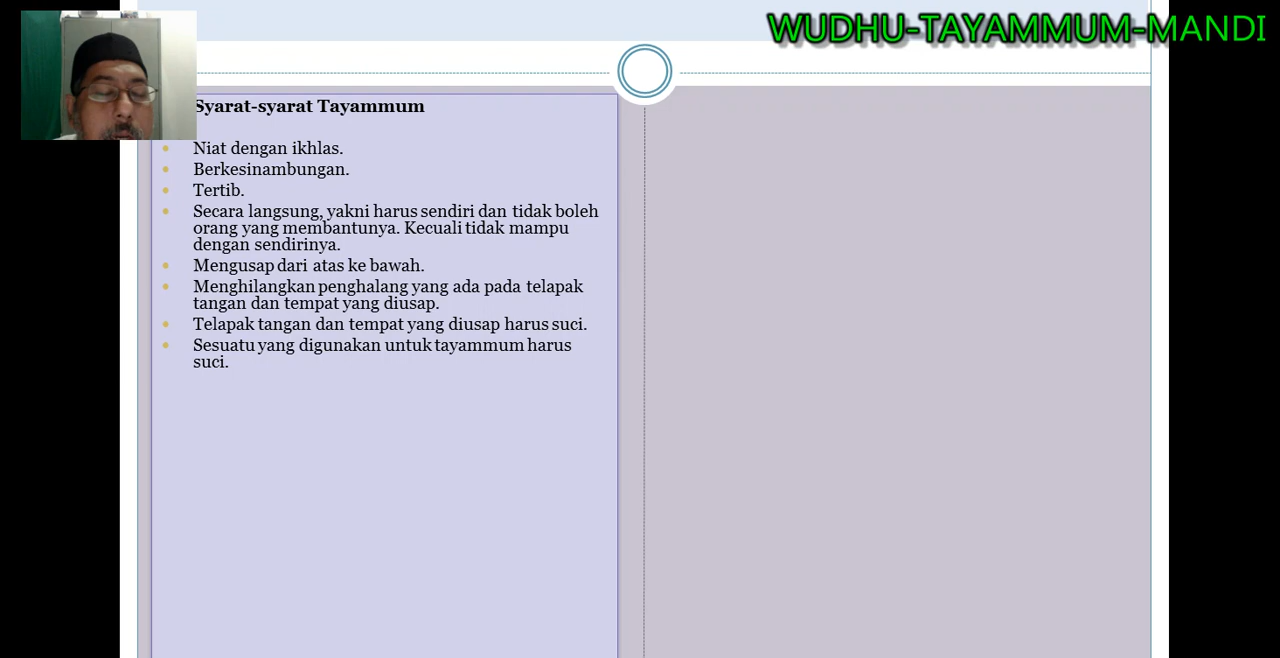 WUDHU-TAYAMMUM-MANDI
Syarat-syarat Tayammum
Niat dengan ikhlas.
Berkesinambungan.
Tertib.
Secara langsung, yakni harus sendiri dan tidak boleh
orang yang membantunya. Kecuali tidak mampu
dengan sendirinya.
Mengusap dari atas ke bawah.
Menghilangkan penghalang yang ada pada telapak
tangan dan tempat yang diusap.
Telapak tangan dan tempat yang diusap harus suci.
Sesuatu yang digunakan untuk tayammum harus
suci.